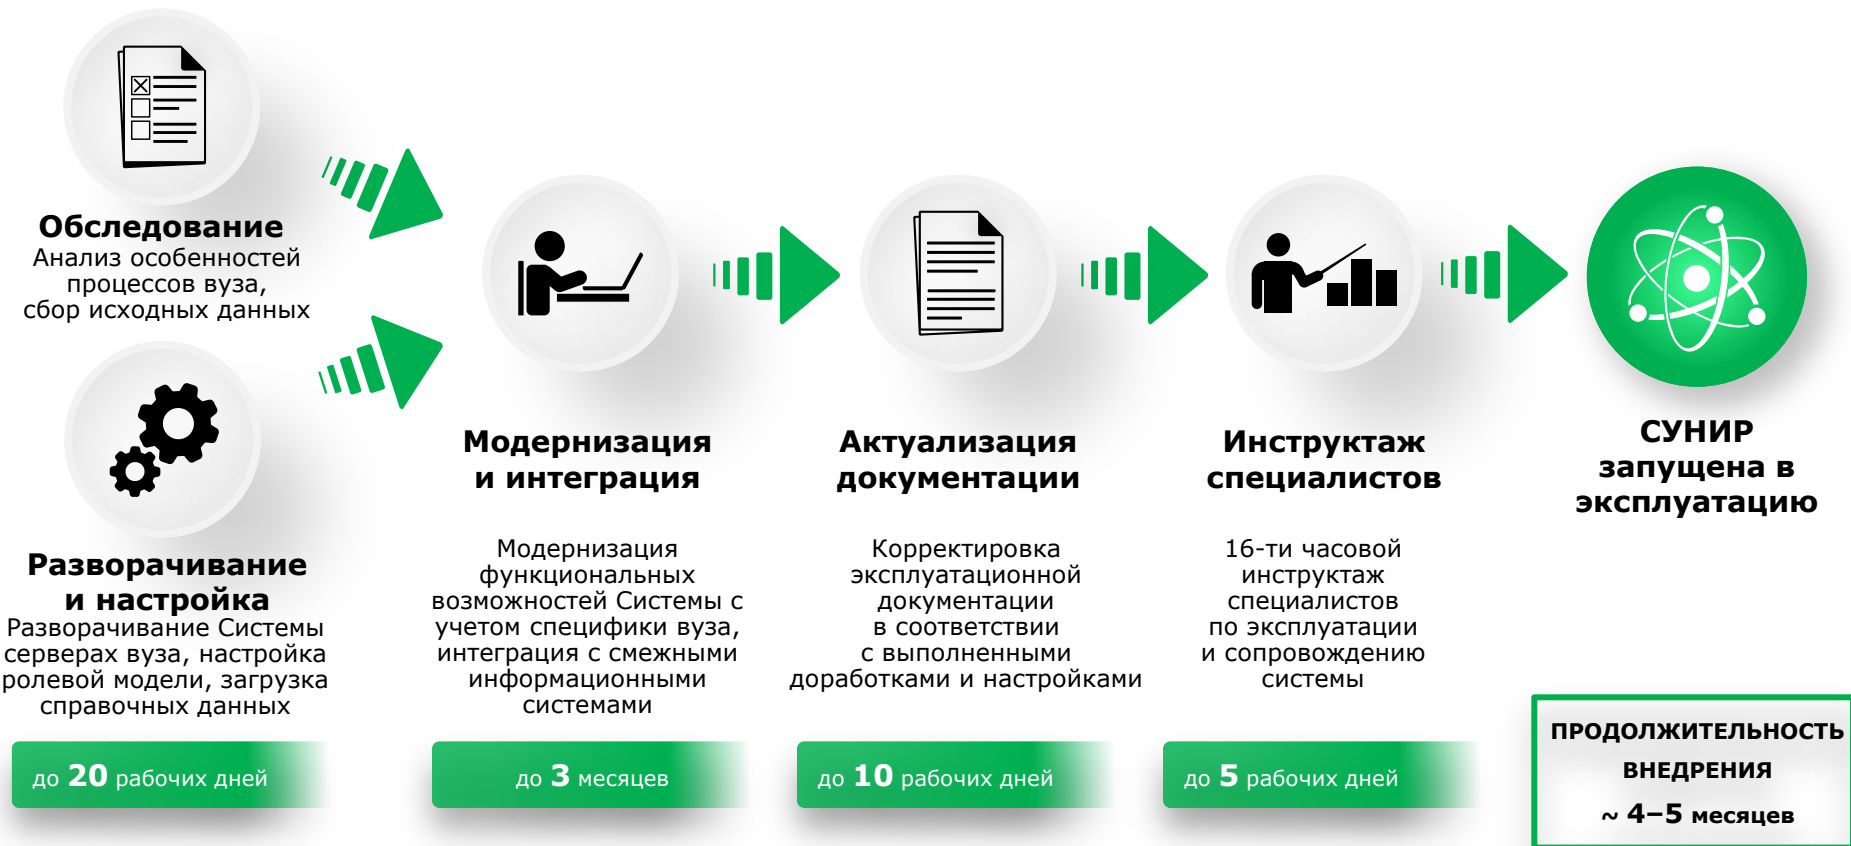 Обследование
Анализ особенностей
процессов вуза,
сбор исходных данных
Разворачивание
и настройка
Разворачивание Системы
серверах вуза, настройка
ролевой модели, загрузка
справочных данных
до 20 рабочих дней
Модернизация
и интеграция
Модернизация
функциональных
возможностей Системы с
учетом специфики вуза,
интеграция с смежными
информационными
системами
до 3 месяцев
Актуализация
документации
Корректировка
эксплуатационной
документации
в соответствии
с выполненными
доработками и настройками
до 10 рабочих дней
Инструктаж
специалистов
16-ти часовой
инструктаж
специалистов
по эксплуатации
и сопровождению
системы
до 5 рабочих дней
СУНИР
запущена в
эксплуатацию
ПРОДОЛЖИТЕЛЬНОСТЬ
ВНЕДРЕНИЯ
~ 4–5 месяцев